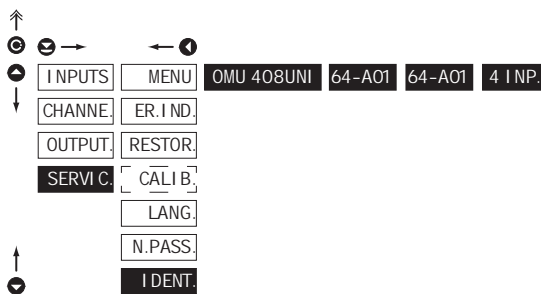 INPUTS MENU OMU 408UNI 64-A01 64-A01 4 INP.
CHANNE. ER.IND.
OUTPUT. RESTOR.
SERVIC. CALIB.
LANG.
N.PASS.
IDENT.